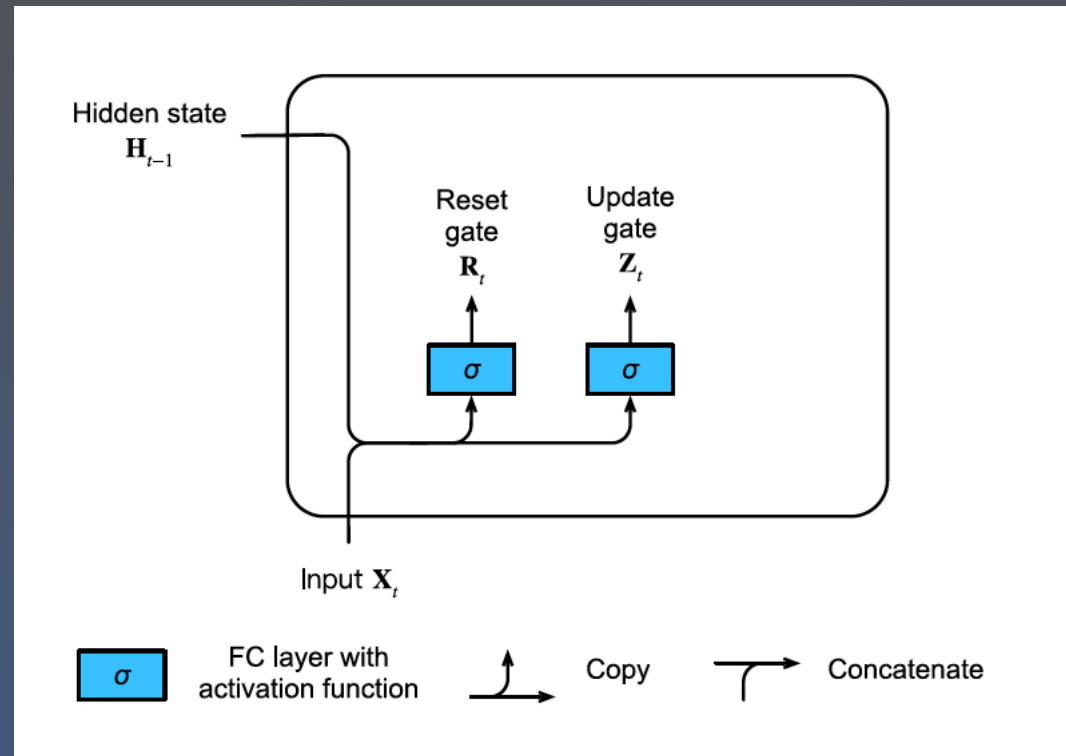 Hidden state
H_{t−1}
Reset
gate
R_t
Update
gate
Z_t
σ
σ
Input X_t
σ
FC layer with
activation function
Copy
Concatenate